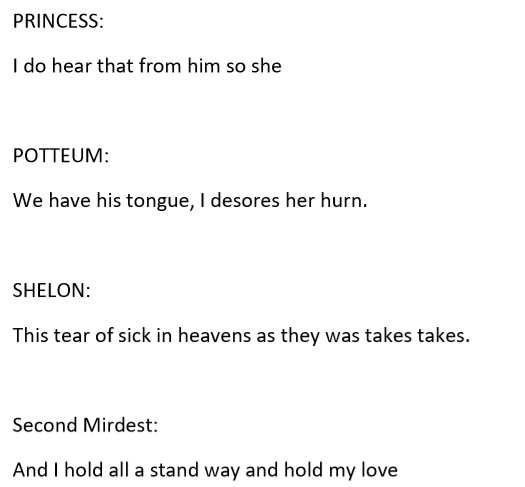 PRINCESS:
I do hear that from him so she
POTTEUM:
We have his tongue, I desores her hurn.
SHELON:
This tear of sick in heavens as they was takes takes.
Second Mirdest:
And I hold all a stand way and hold my love